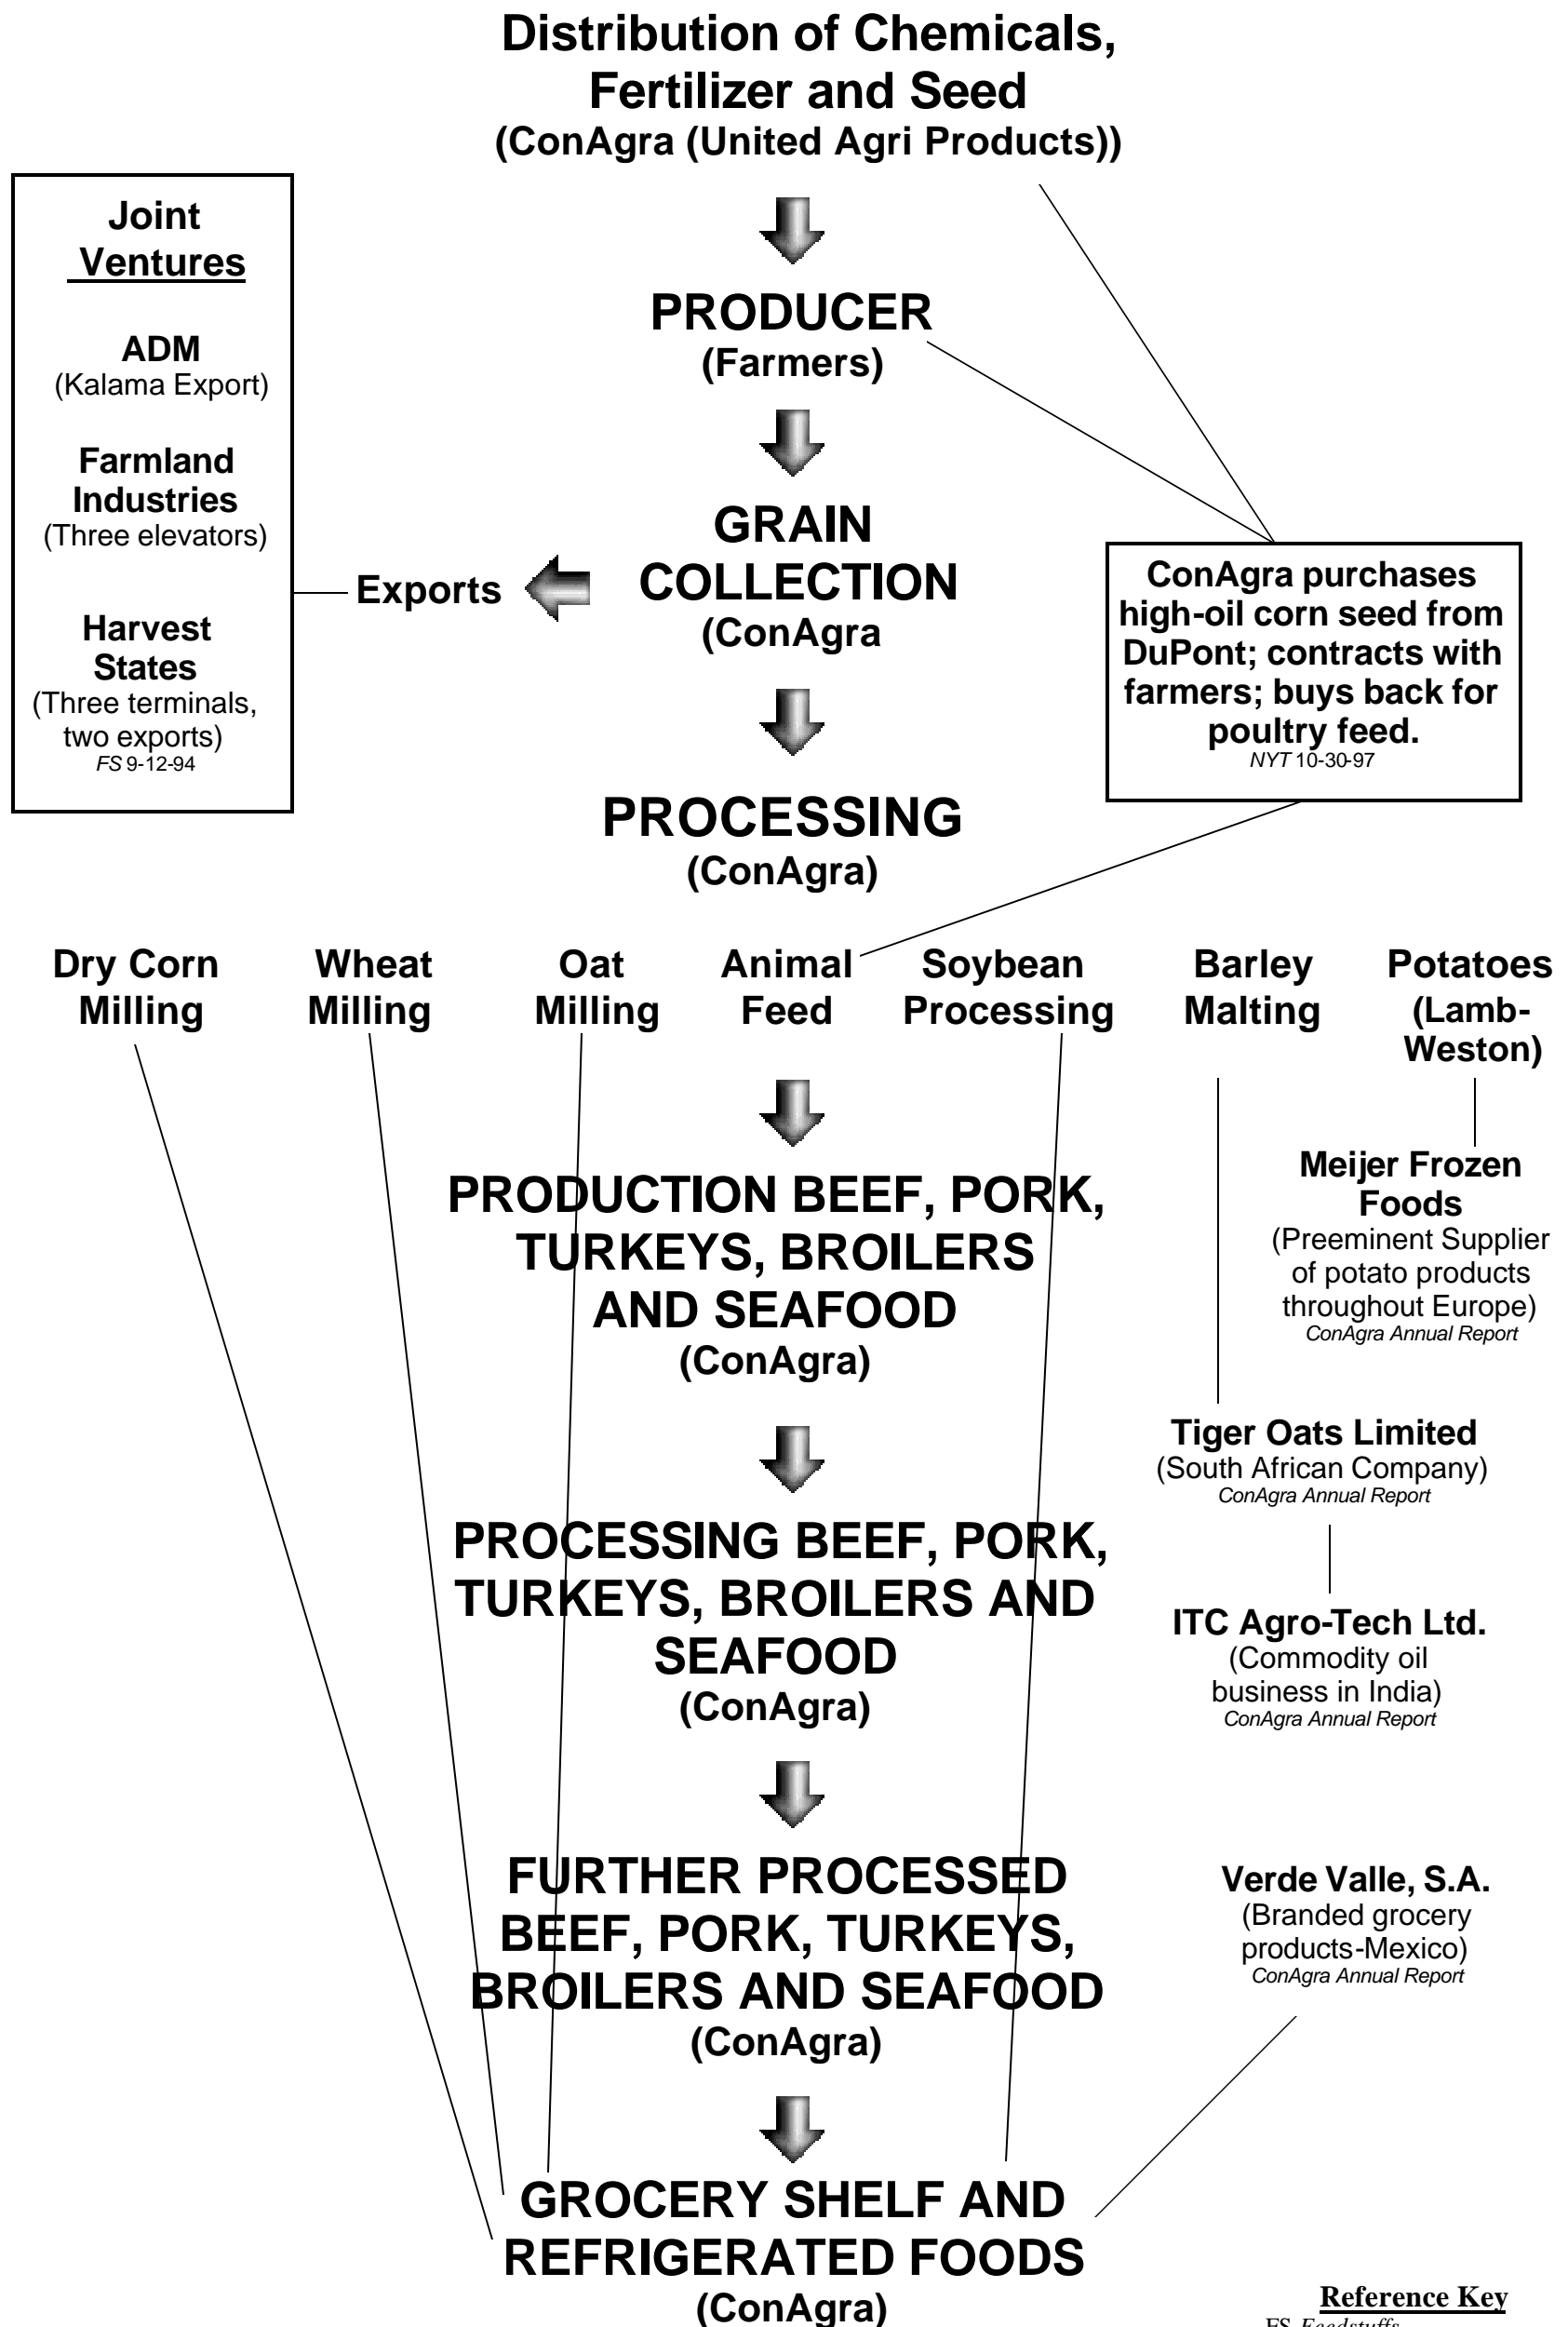 Distribution of Chemicals,
Fertilizer and Seed
(ConAgra (United Agri Products))
Joint
Ventures
ADM
(Kalama Export)
Farmland
Industries
(Three elevators)
Harvest
States
(Three terminals,
two exports)
FS 9-12-94
PRODUCER
(Farmers)
GRAIN
COLLECTION
(ConAgra
Exports
ConAgra purchases
high-oil corn seed from
DuPont; contracts with
farmers; buys back for
poultry feed.
NYT 10-30-97
PROCESSING
(ConAgra)
Dry Corn
Milling
Wheat
Milling
Oat
Milling
Animal
Feed
Soybean
Processing
Barley
Malting
Potatoes
(Lamb-
Weston)
Meijer Frozen
Foods
(Preeminent Supplier
of potato products
throughout Europe)
ConAgra Annual Report
PRODUCTION BEEF, PORK,
TURKEYS, BROILERS
AND SEAFOOD
(ConAgra)
Tiger Oats Limited
(South African Company)
ConAgra Annual Report
PROCESSING BEEF, PORK,
TURKEYS, BROILERS AND
SEAFOOD
(ConAgra)
ITC Agro-Tech Ltd.
(Commodity oil
business in India)
ConAgra Annual Report
FURTHER PROCESSED
BEEF, PORK, TURKEYS,
BROILERS AND SEAFOOD
(ConAgra)
Verde Valle, S.A.
(Branded grocery
products-Mexico)
ConAgra Annual Report
GROCERY SHELF AND
REFRIGERATED FOODS
(ConAgra)
Reference Key
FS Feedstuffs